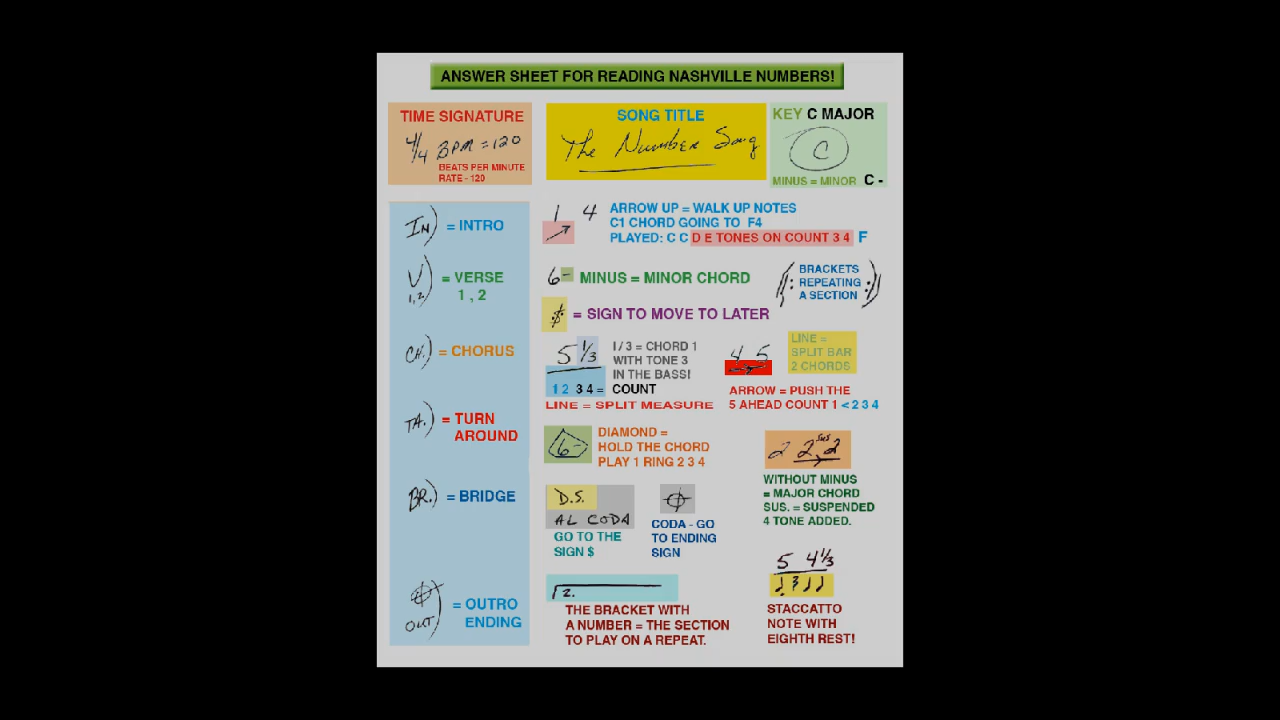 ANSWER SHEET FOR READING NASHVILLE NUMBERS!
TIME SIGNATURE
4/4 BPM = 120
BEATS PER MINUTE
RATE - 120
SONG TITLE
The Number Song
KEY C MAJOR
C
MINUS = MINOR C -
IN) = INTRO
V) = VERSE
1,2 1 , 2
CH.) = CHORUS
TA.) = TURN
AROUND
BR.) = BRIDGE
= OUTRO
OUT) ENDING
1 4
ARROW UP = WALK UP NOTES
C1 CHORD GOING TO F4
PLAYED: C C D E TONES ON COUNT 3 4 F
6- MINUS = MINOR CHORD
BRACKETS
REPEATING
A SECTION
$ = SIGN TO MOVE TO LATER
5 1/3
I / 3 = CHORD 1
WITH TONE 3
IN THE BASS!
1 2 3 4 = COUNT
LINE = SPLIT MEASURE
4 5
LINE =
SPLIT BAR
2 CHORDS
ARROW = PUSH THE
5 AHEAD COUNT 1 < 2 3 4
6-
DIAMOND =
HOLD THE CHORD
PLAY 1 RING 2 3 4
2 2sus 2
WITHOUT MINUS
= MAJOR CHORD
SUS. = SUSPENDED
4 TONE ADDED.
D.S.
AL CODA
GO TO THE
SIGN $
CODA - GO
TO ENDING
SIGN
2.
THE BRACKET WITH
A NUMBER = THE SECTION
TO PLAY ON A REPEAT.
5 4 1/3
STACCATTO
NOTE WITH
EIGHTH REST!